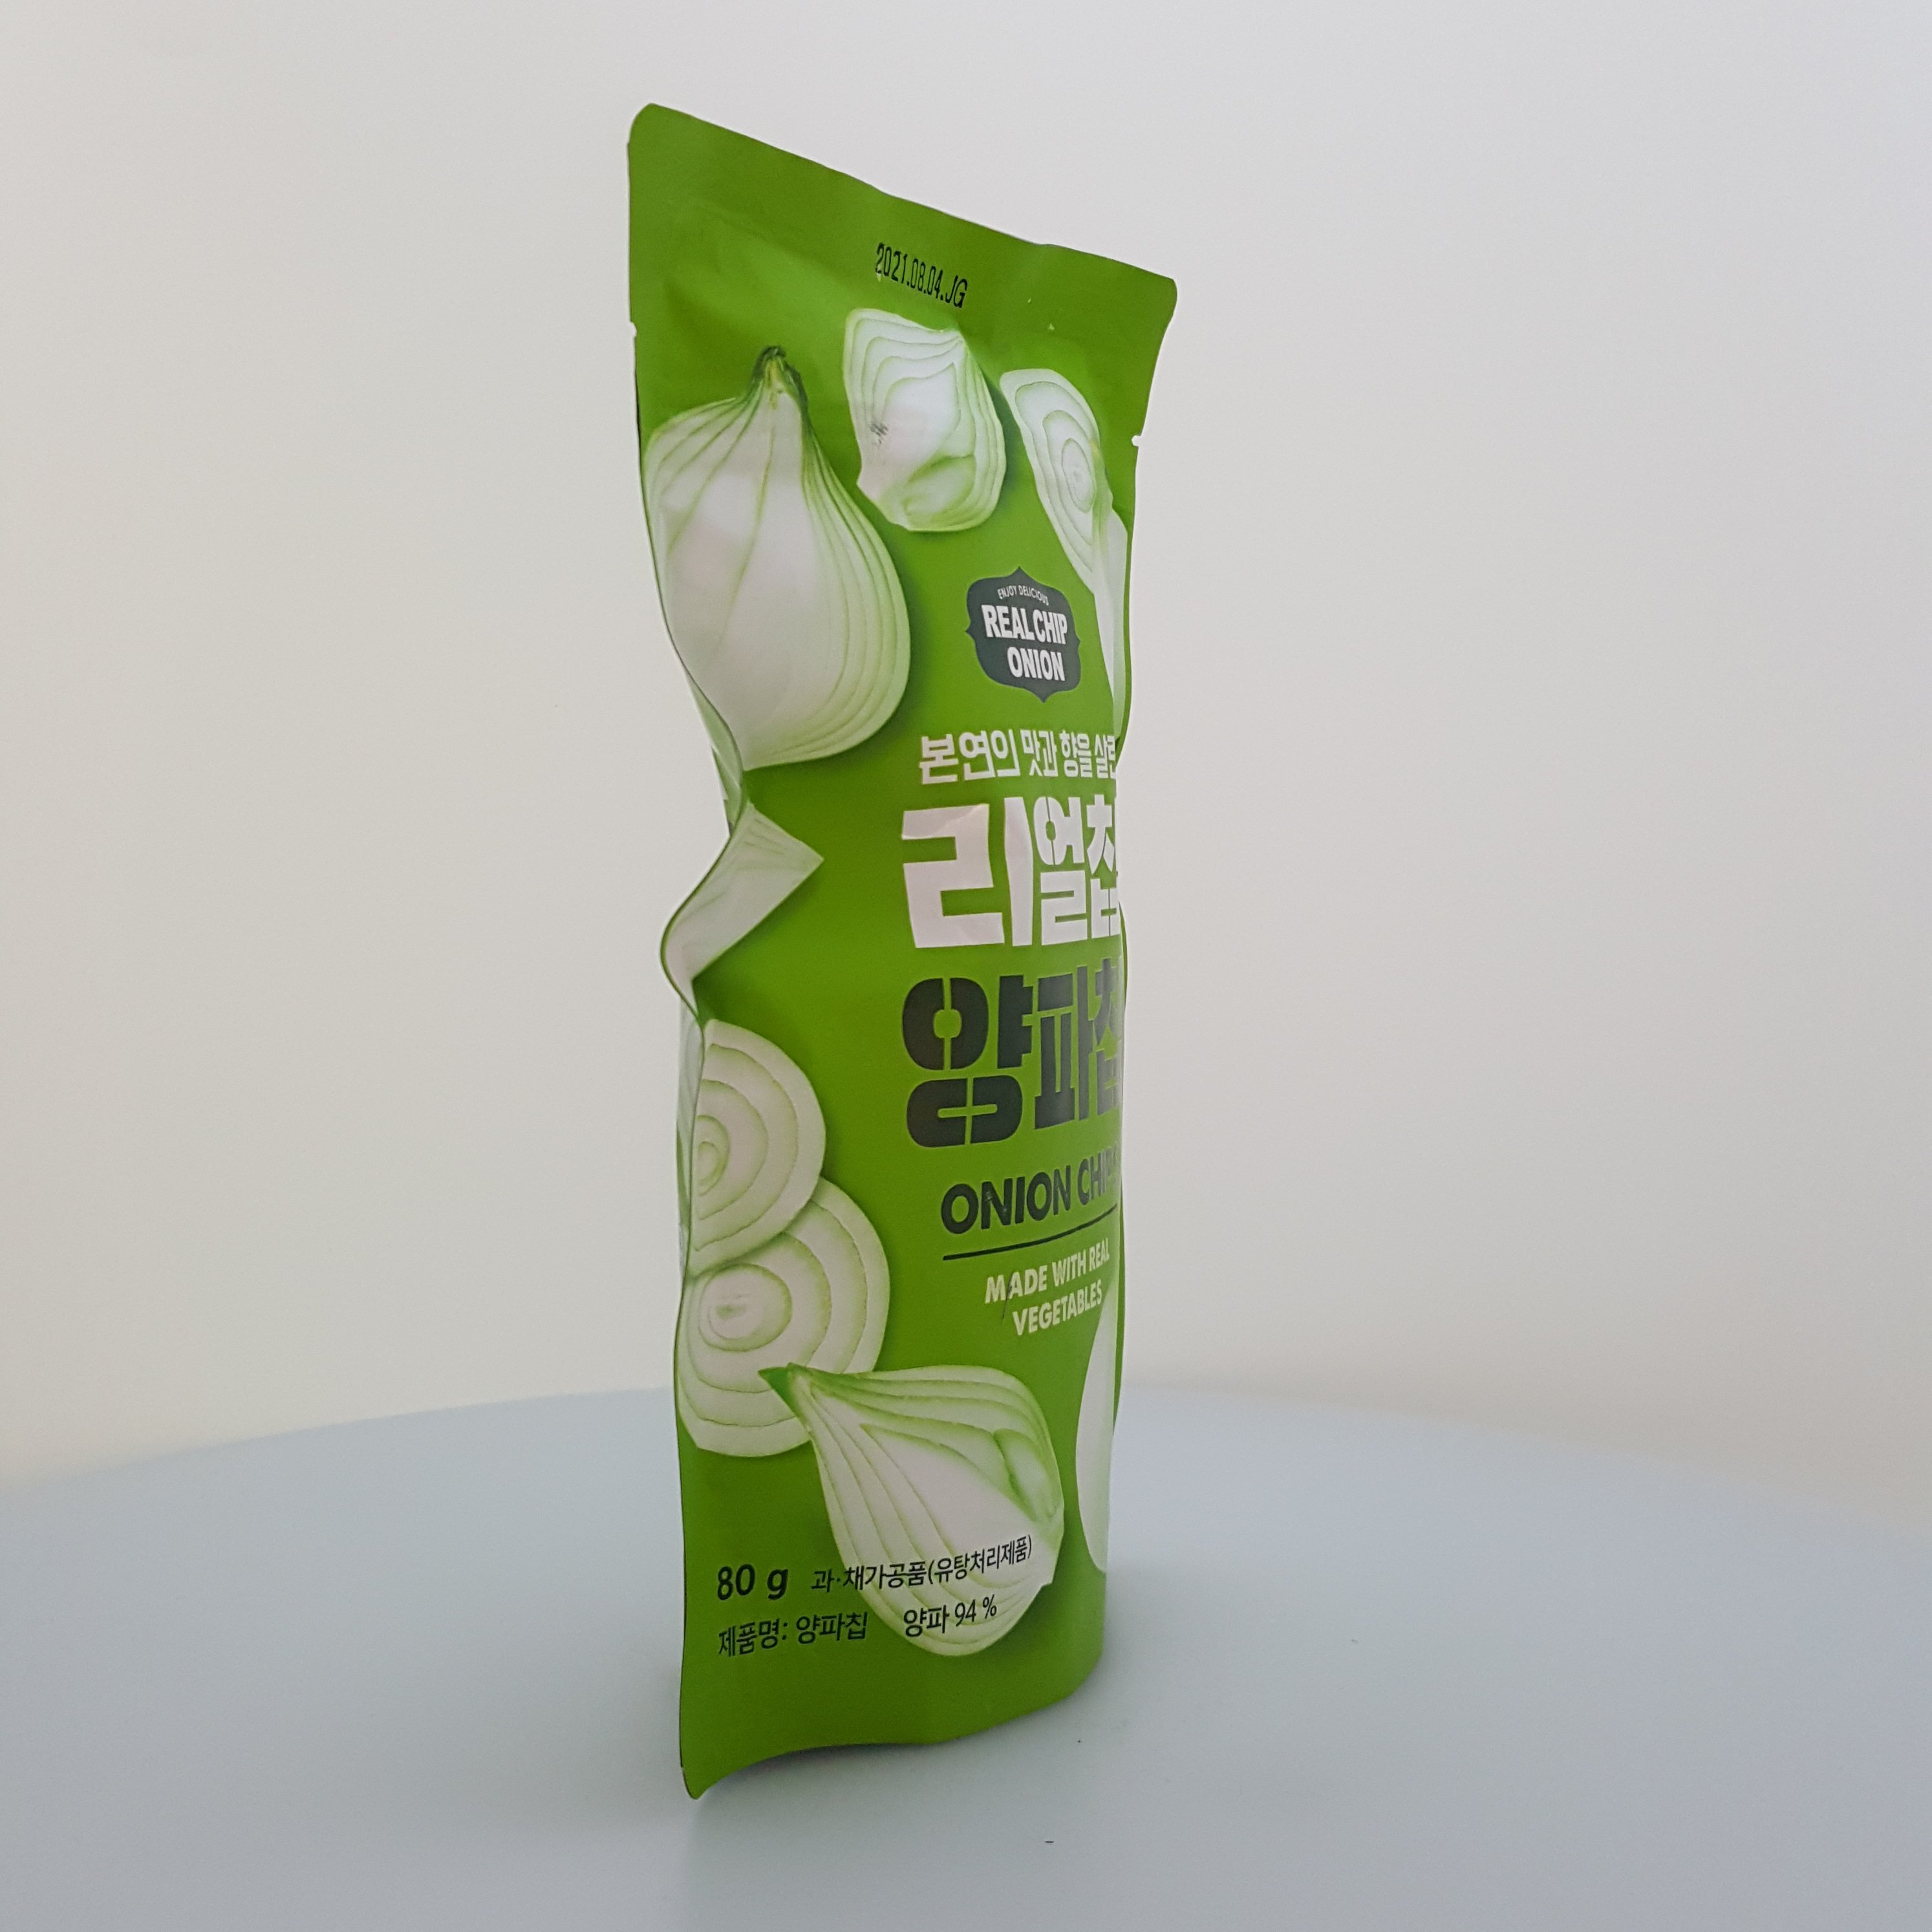 2021.08.04.JG
ENJOY DELICIOUS
REAL CHIP
ONION
본연의 맛과 향을 살린
리얼칩
양파칩
ONION CHIPS
MADE WITH REAL
VEGETABLES
80 g 과·채가공품(유탕처리제품)
제품명: 양파칩 양파 94 %